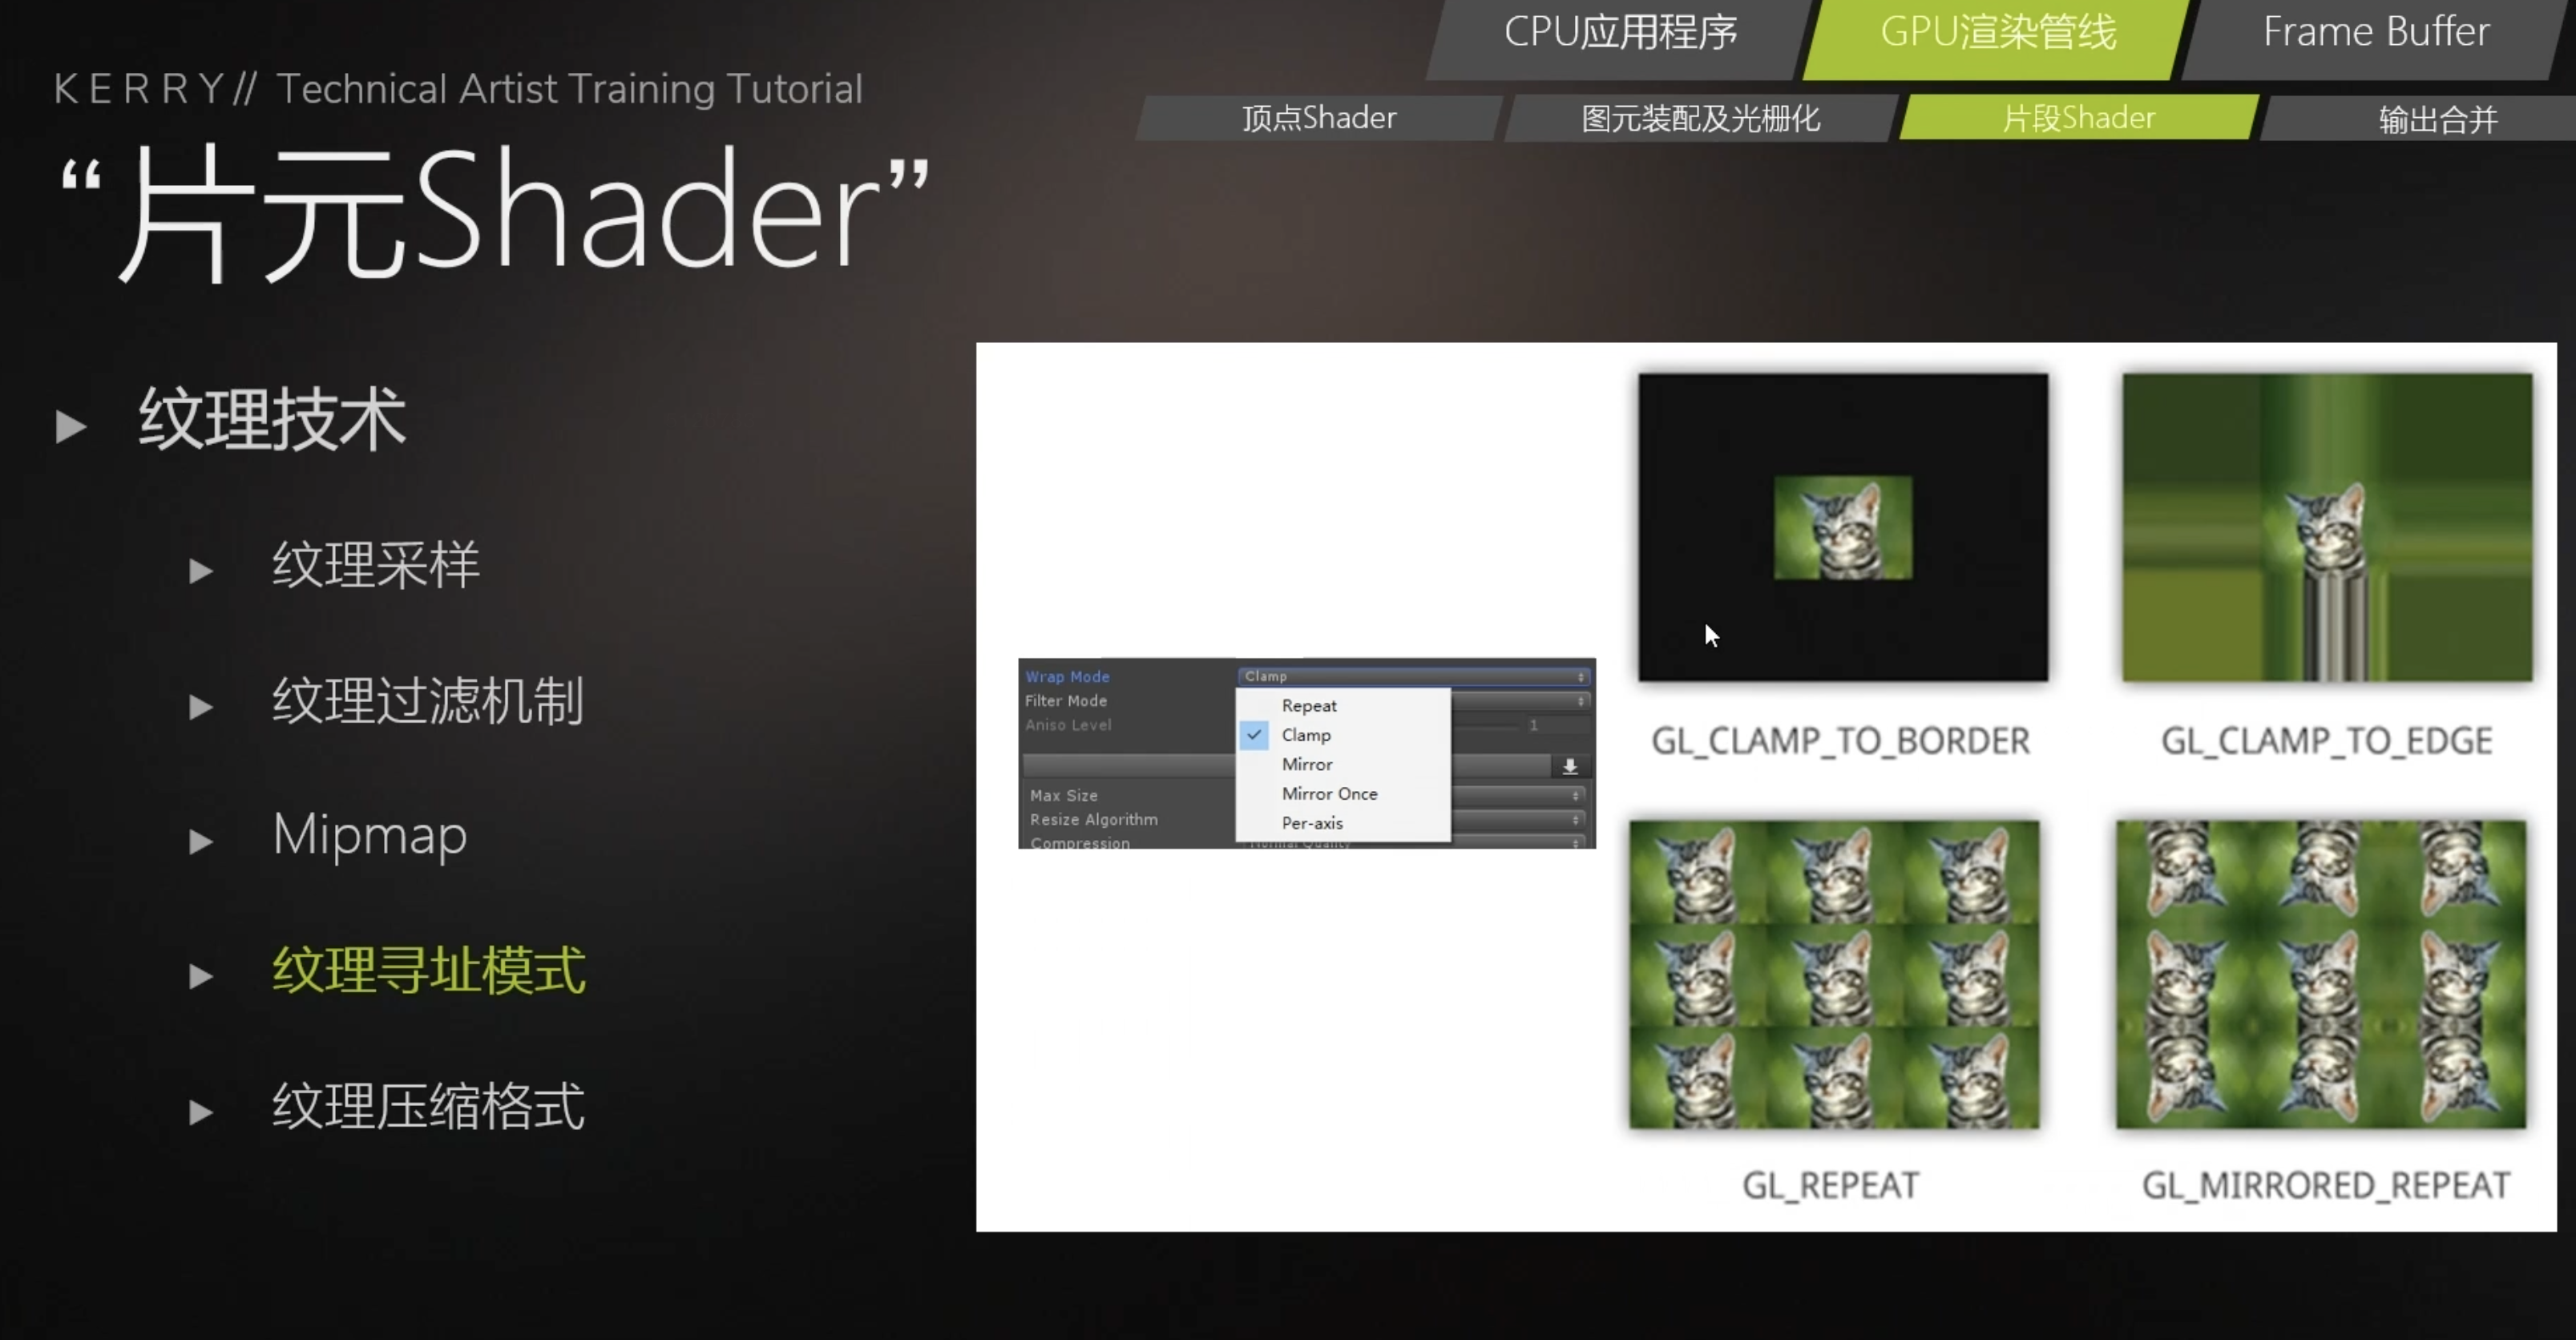 CPU应用程序
GPU渲染管线
Frame Buffer
KERRY// Technical Artist Training Tutorial
顶点Shader
图元装配及光栅化
片段Shader
输出合并
“片元Shader”
纹理技术
纹理采样
纹理过滤机制
Mipmap
纹理寻址模式
纹理压缩格式
Wrap Mode
Clamp
Filter Mode
Aniso Level
1
Repeat
Clamp
Mirror
Mirror Once
Per-axis
Max Size
Resize Algorithm
Compression
Normal Quality
GL_CLAMP_TO_BORDER
GL_CLAMP_TO_EDGE
GL_REPEAT
GL_MIRRORED_REPEAT